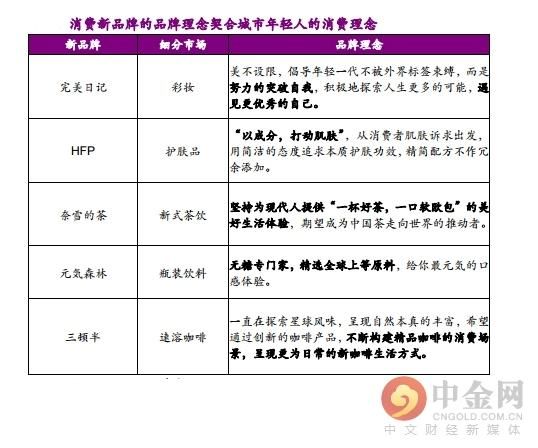 消费新品牌的品牌理念契合城市年轻人的消费理念
新品牌 细分市场 品牌理念
完美日记 彩妆 美不设限，倡导年轻一代不被外界标签束缚，而是
努力的突破自我，积极地探索人生更多的可能，遇
见更优秀的自己。
HFP 护肤品 “以成分，打动肌肤”，从消费者肌肤诉求出发，
用简洁的态度追求本质护肤功效，精简配方不作冗
余添加。
奈雪的茶 新式茶饮 坚持为现代人提供“一杯好茶，一口软欧包”的美
好生活体验，期望成为中国茶走向世界的推动者。
元气森林 瓶装饮料 无糖专门家，精选全球上等原料，给你最元气的口
感体验。
三顿半 速溶咖啡 一直在探索星球风味，呈现自然本真的丰富，希望
通过创新的咖啡产品，不断构建精品咖啡的消费场
景，呈现更为日常的新咖啡生活方式。
中金网
CNGOLD.COM.CN
中文财经新媒体